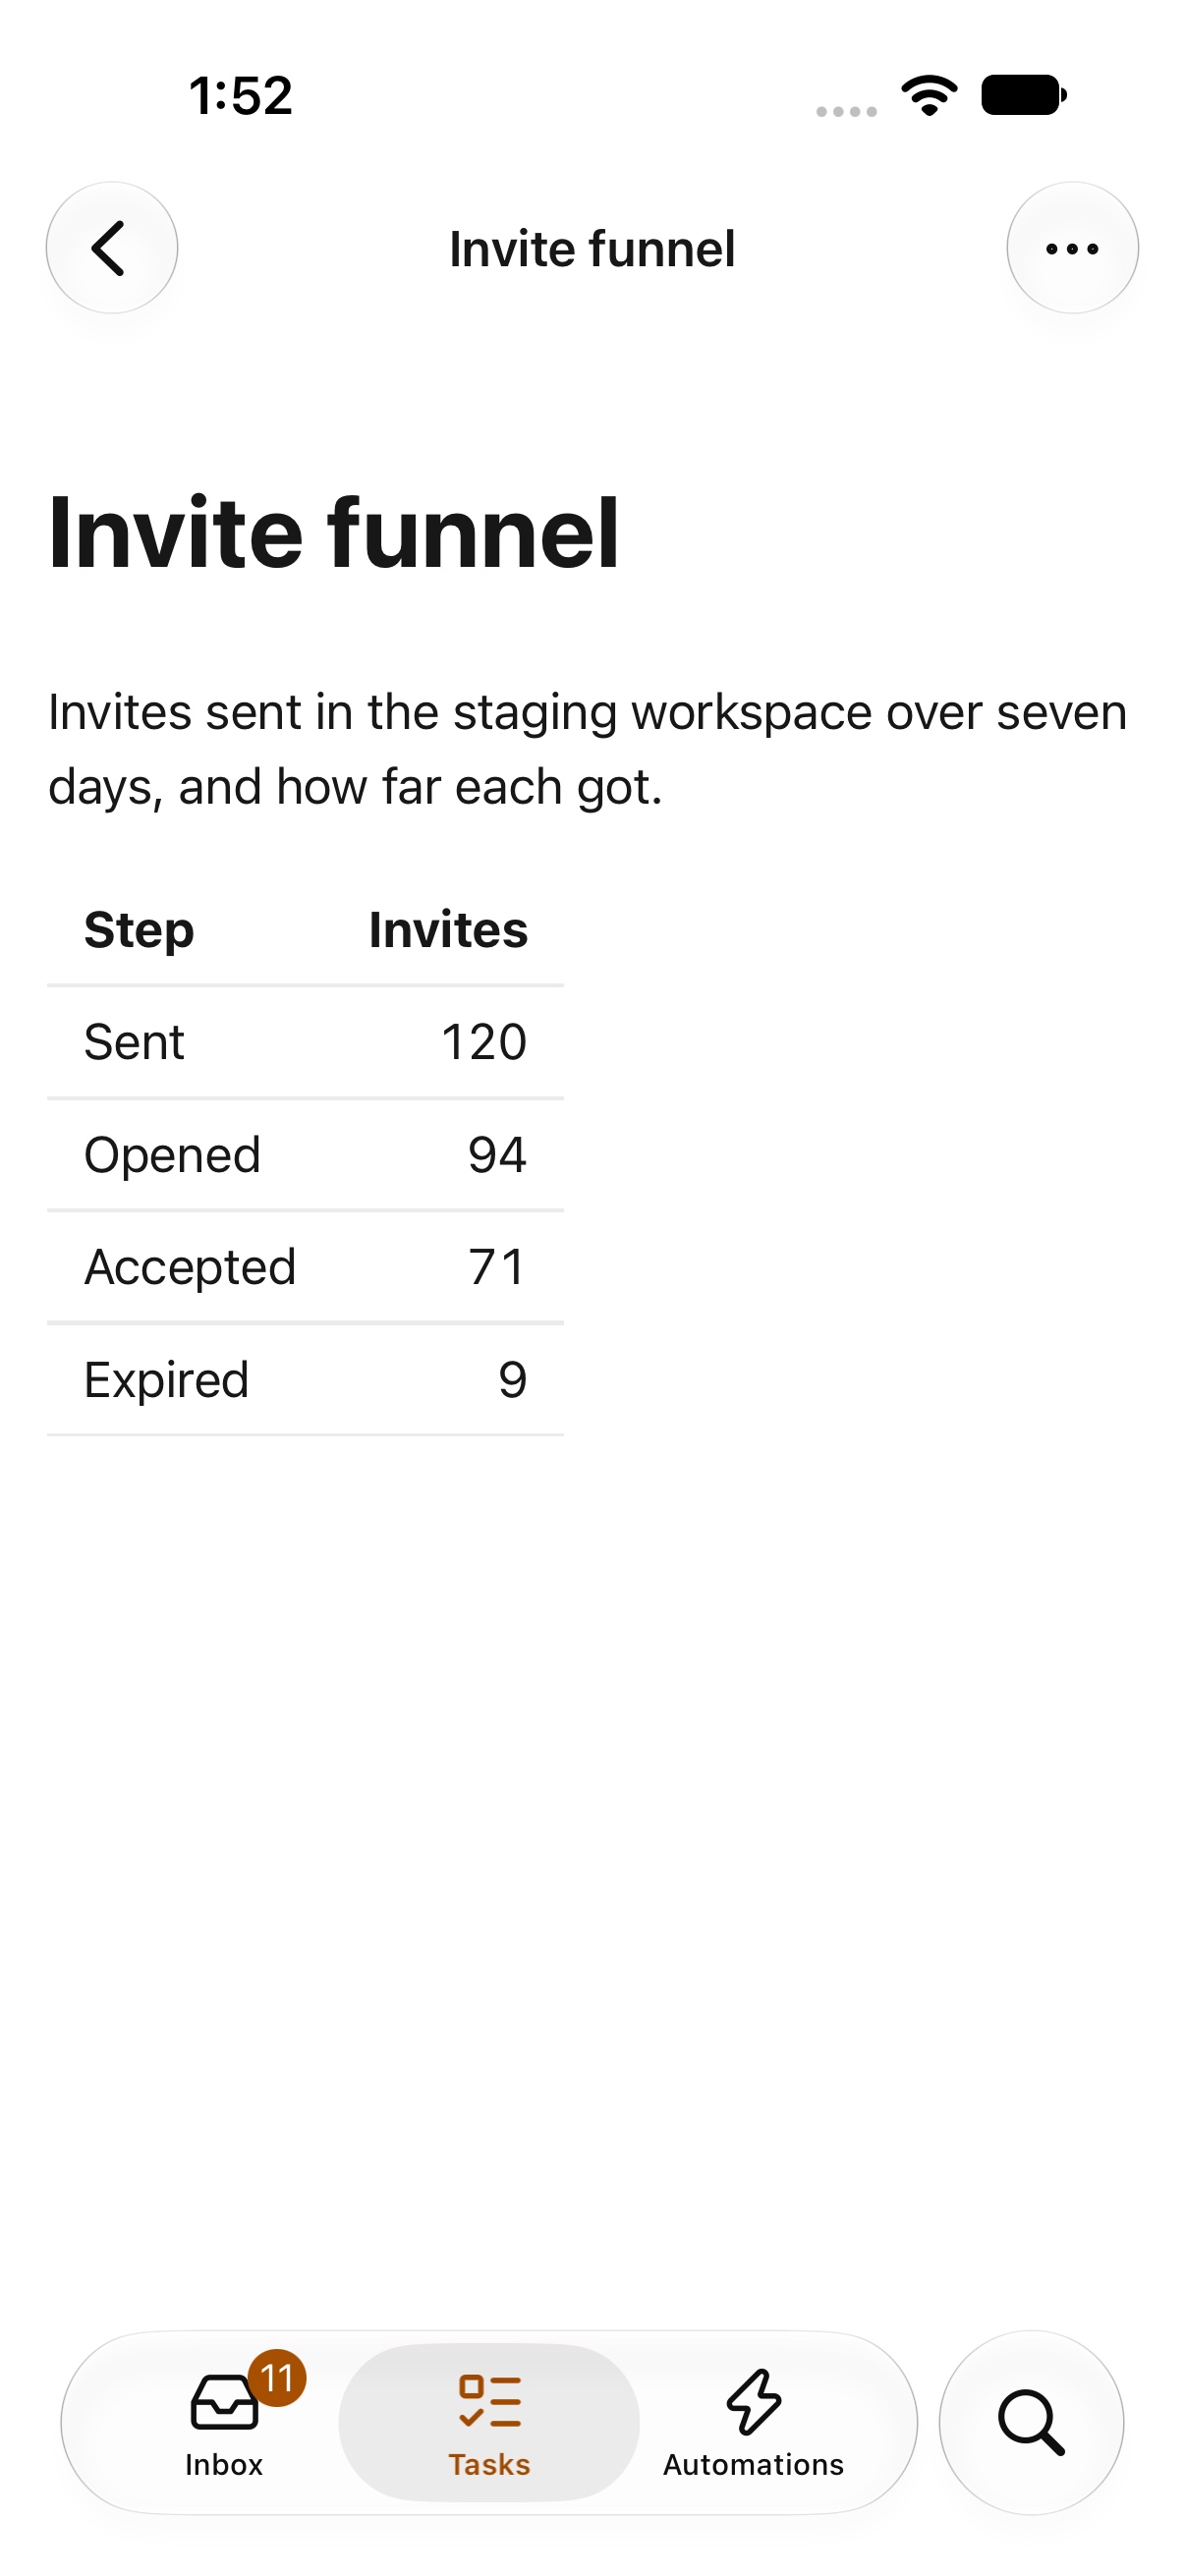 1:52
Invite funnel
Invite funnel
Invites sent in the staging workspace over seven
days, and how far each got.
Step Invites
Sent 120
Opened 94
Accepted 71
Expired 9
11
Inbox Tasks Automations